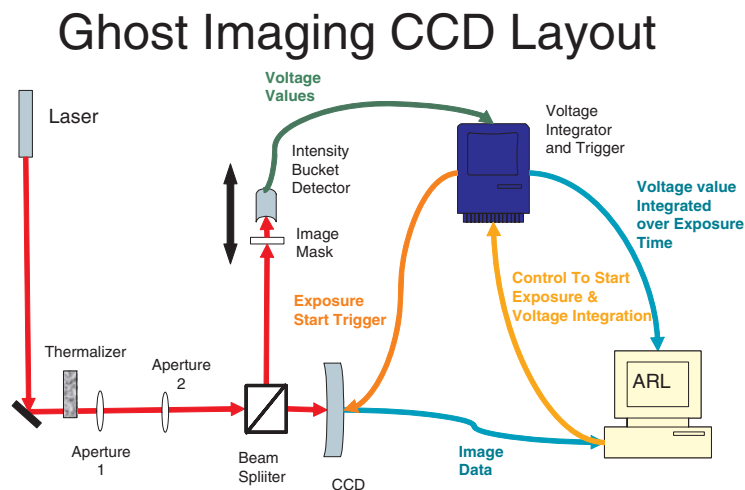 Ghost Imaging CCD Layout
Laser
Voltage
Values
Intensity
Bucket
Detector
Image
Mask
Voltage
Integrator
and Trigger
Voltage value
Integrated
over Exposure
Time
Exposure
Start Trigger
Control To Start
Exposure &
Voltage Integration
Thermalizer
Aperture
2
Aperture
1
Beam
Spliiter
CCD
Image
Data
ARL